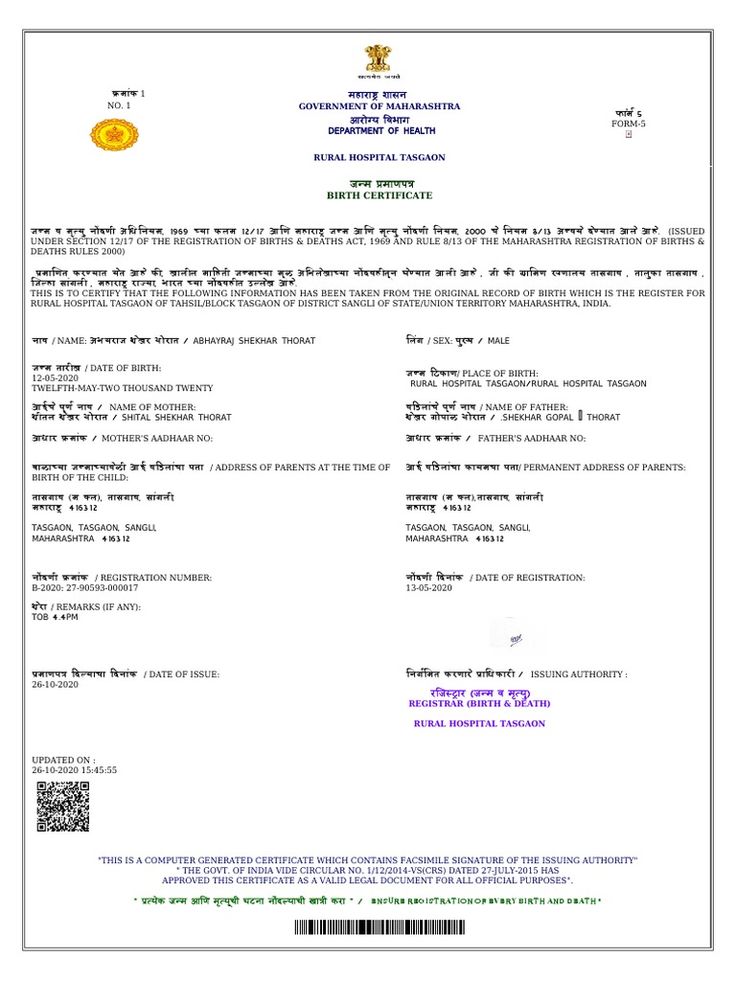 सत्यमेव जयते
क्रमांक 1
NO. 1
महाराष्ट्र शासन
GOVERNMENT OF MAHARASHTRA
आरोग्य विभाग
DEPARTMENT OF HEALTH
फॉर्म 5
FORM-5
RURAL HOSPITAL TASGAON
जन्म प्रमाणपत्र
BIRTH CERTIFICATE
जन्म व मृत्यु नोंदणी अधिनियम, 1969 च्या कलम 12/17 आणि महाराष्ट्र जन्म आणि मृत्यु नोंदणी नियम, 2000 चे नियम 8/13 अन्वये देण्यात आले आहे. (ISSUED
UNDER SECTION 12/17 OF THE REGISTRATION OF BIRTHS & DEATHS ACT, 1969 AND RULE 8/13 OF THE MAHARASHTRA REGISTRATION OF BIRTHS &
DEATHS RULES 2000)
प्रमाणित करण्यात येत आहे की, खालील माहिती जन्माच्या मूळ अभिलेखाच्या नोंदवहीतून घेण्यात आली आहे , जी की ग्रामिण रुग्णालय तासगाव , तालुका तासगाव ,
जिल्हा सांगली , महाराष्ट्र राज्या भारत च्या नोंदवहीत उल्लेख आहे.
THIS IS TO CERTIFY THAT THE FOLLOWING INFORMATION HAS BEEN TAKEN FROM THE ORIGINAL RECORD OF BIRTH WHICH IS THE REGISTER FOR
RURAL HOSPITAL TASGAON OF TAHSIL/BLOCK TASGAON OF DISTRICT SANGLI OF STATE/UNION TERRITORY MAHARASHTRA, INDIA.
नाव / NAME: अभयराज शेखर थोरात / ABHAYRAJ SHEKHAR THORAT
लिंग / SEX: पुरुष / MALE
जन्म तारीख / DATE OF BIRTH:
12-05-2020
TWELFTH-MAY-TWO THOUSAND TWENTY
जन्म ठिकाण/ PLACE OF BIRTH:
RURAL HOSPITAL TASGAON/RURAL HOSPITAL TASGAON
आईचे पूर्ण नाव / NAME OF MOTHER:
शीतल शेखर थोरात / SHITAL SHEKHAR THORAT
वडिलांचे पूर्ण नाव / NAME OF FATHER:
शेखर गोपाळ थोरात / .SHEKHAR GOPAL THORAT
आधार क्रमांक / MOTHER'S AADHAAR NO:
आधार क्रमांक / FATHER'S AADHAAR NO:
बाळाच्या जन्माच्यावेळी आई वडिलांचा पत्ता / ADDRESS OF PARENTS AT THE TIME OF
BIRTH OF THE CHILD:
आई वडिलांचा कायमचा पत्ता/ PERMANENT ADDRESS OF PARENTS:
तासगाव (म क्ल), तासगाव, सांगली,
महाराष्ट्र 416312
तासगाव (म क्ल),तासगाव, सांगली,
महाराष्ट्र 416312
TASGAON, TASGAON, SANGLI,
MAHARASHTRA 416312
TASGAON, TASGAON, SANGLI,
MAHARASHTRA 416312
नोंदणी क्रमांक / REGISTRATION NUMBER:
B-2020: 27-90593-000017
नोंदणी दिनांक / DATE OF REGISTRATION:
13-05-2020
शेरा / REMARKS (IF ANY):
TOB 4.4PM
प्रमाणपत्र दिल्याचा दिनांक / DATE OF ISSUE:
26-10-2020
निर्गमित करणारे प्राधिकारी / ISSUING AUTHORITY :
रजिस्ट्रार (जन्म व मृत्यु)
REGISTRAR (BIRTH & DEATH)
RURAL HOSPITAL TASGAON
UPDATED ON :
26-10-2020 15:45:55
"THIS IS A COMPUTER GENERATED CERTIFICATE WHICH CONTAINS FACSIMILE SIGNATURE OF THE ISSUING AUTHORITY"
" THE GOVT. OF INDIA VIDE CIRCULAR NO. 1/12/2014-VS(CRS) DATED 27-JULY-2015 HAS
APPROVED THIS CERTIFICATE AS A VALID LEGAL DOCUMENT FOR ALL OFFICIAL PURPOSES".
" प्रत्येक जन्म आणि मृत्यूची घटना नोंदल्याची खात्री करा " / ENSURE REGISTRATION OF EVERY BIRTH AND DEATH"